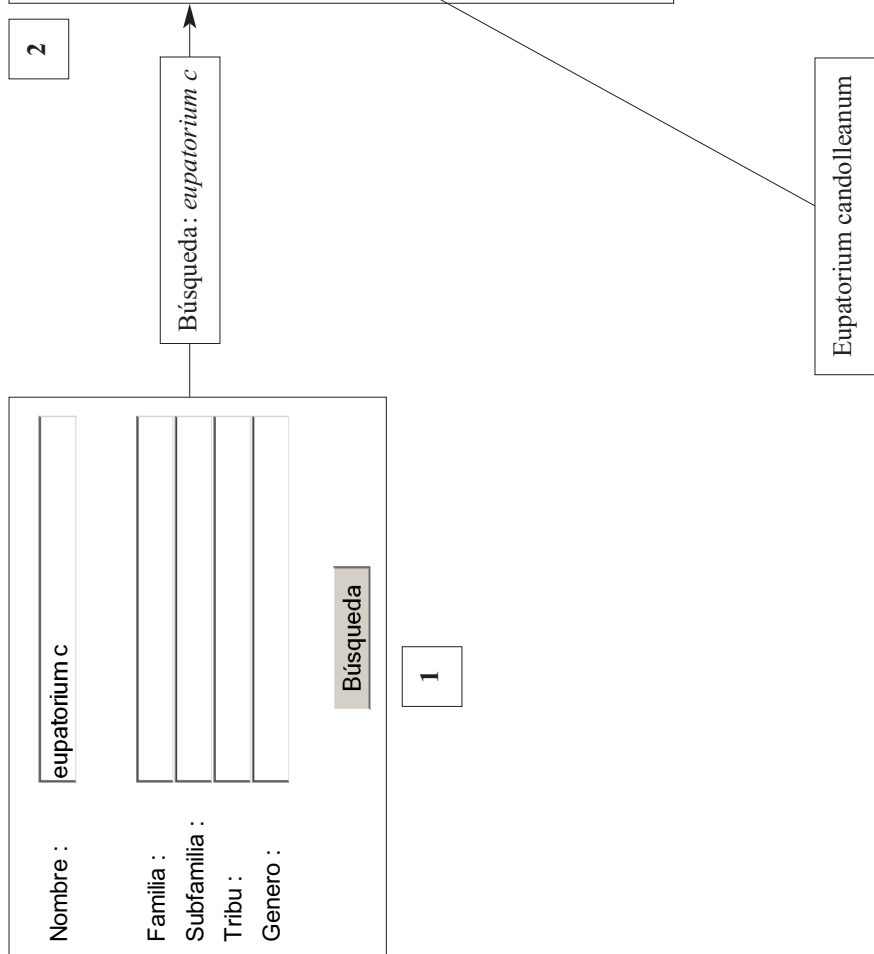 Nombre : eupatorium c
Familia :
Subfamilia :
Tribu :
Genero :
Búsqueda
1
Búsqueda: eupatorium c
2
Eupatorium candolleanum